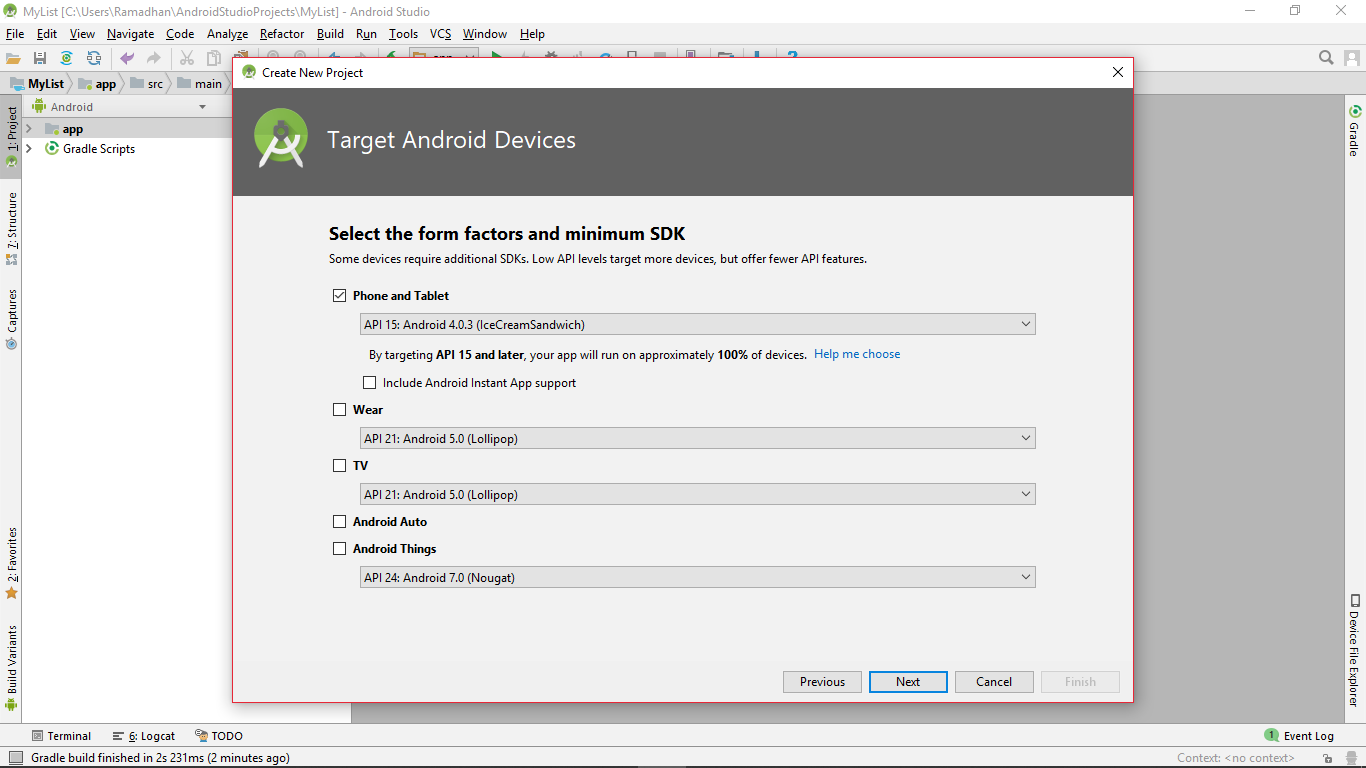 MyList [C:\Users\Ramadhan\AndroidStudioProjects\MyList] - Android Studio
File Edit View Navigate Code Analyze Refactor Build Run Tools VCS Window Help
MyList app src main
Create New Project
Target Android Devices
1: Project
7: Structure
Captures
2: Favorites
Build Variants
Android
app
Gradle Scripts
Select the form factors and minimum SDK
Some devices require additional SDKs. Low API levels target more devices, but offer fewer API features.
Phone and Tablet
API 15: Android 4.0.3 (IceCreamSandwich)
By targeting API 15 and later, your app will run on approximately 100% of devices. Help me choose
Include Android Instant App support
Wear
API 21: Android 5.0 (Lollipop)
TV
API 21: Android 5.0 (Lollipop)
Android Auto
Android Things
API 24: Android 7.0 (Nougat)
Previous Next Cancel Finish
Gradle
Device File Explorer
Terminal 6: Logcat TODO 1 Event Log
Gradle build finished in 2s 231ms (2 minutes ago) Context: <no context>